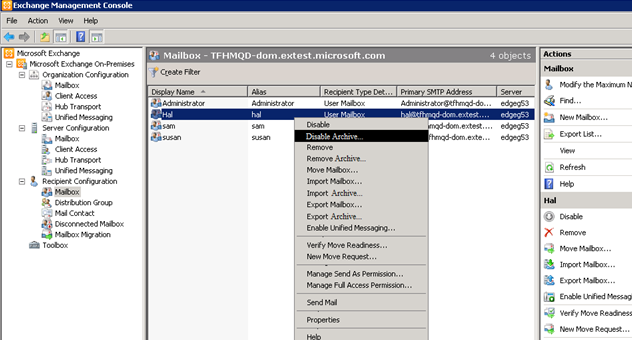 Exchange Management Console
File Action View Help
Microsoft Exchange
Microsoft Exchange On-Premises
Organization Configuration
Mailbox
Client Access
Hub Transport
Unified Messaging
Server Configuration
Mailbox
Client Access
Hub Transport
Unified Messaging
Recipient Configuration
Mailbox
Distribution Group
Mail Contact
Disconnected Mailbox
Mailbox Migration
Toolbox
Mailbox - TFHMQD-dom.extest.microsoft.com 4 objects
Create Filter
Display Name Alias Recipient Type Det... Primary SMTP Address Server
Administrator Administrator User Mailbox Administrator@tfhmqd-do... edgeg53
Hal hal User Mailbox hal@tfhmqd-dom.extest.... edgeg53
sam sam fhmqd-dom.extest.... edgeg53
susan susan tfhmqd-dom.extest... edgeg53
Disable
Disable Archive...
Remove
Remove Archive...
Move Mailbox...
Import Mailbox...
Import Archive...
Export Mailbox...
Export Archive...
Enable Unified Messaging...
Verify Move Readiness...
New Move Request...
Manage Send As Permission...
Manage Full Access Permission...
Send Mail
Properties
Help
Actions
Mailbox
Modify the Maximum N
Find...
New Mailbox...
Export List...
View
Refresh
Help
Hal
Disable
Remove
Move Mailbox...
Import Mailbox...
Export Mailbox...
Enable Unified Messagi
Verify Move Readiness...
New Move Request...